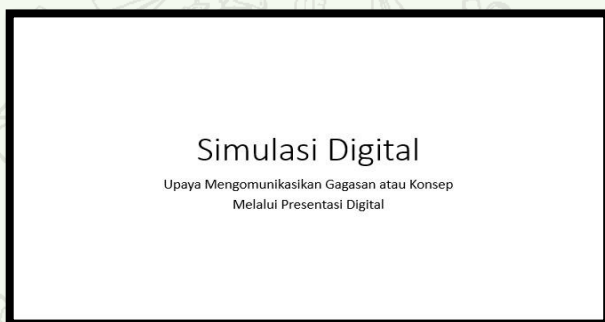 Simulasi Digital
Upaya Mengomunikasikan Gagasan atau Konsep
Melalui Presentasi Digital